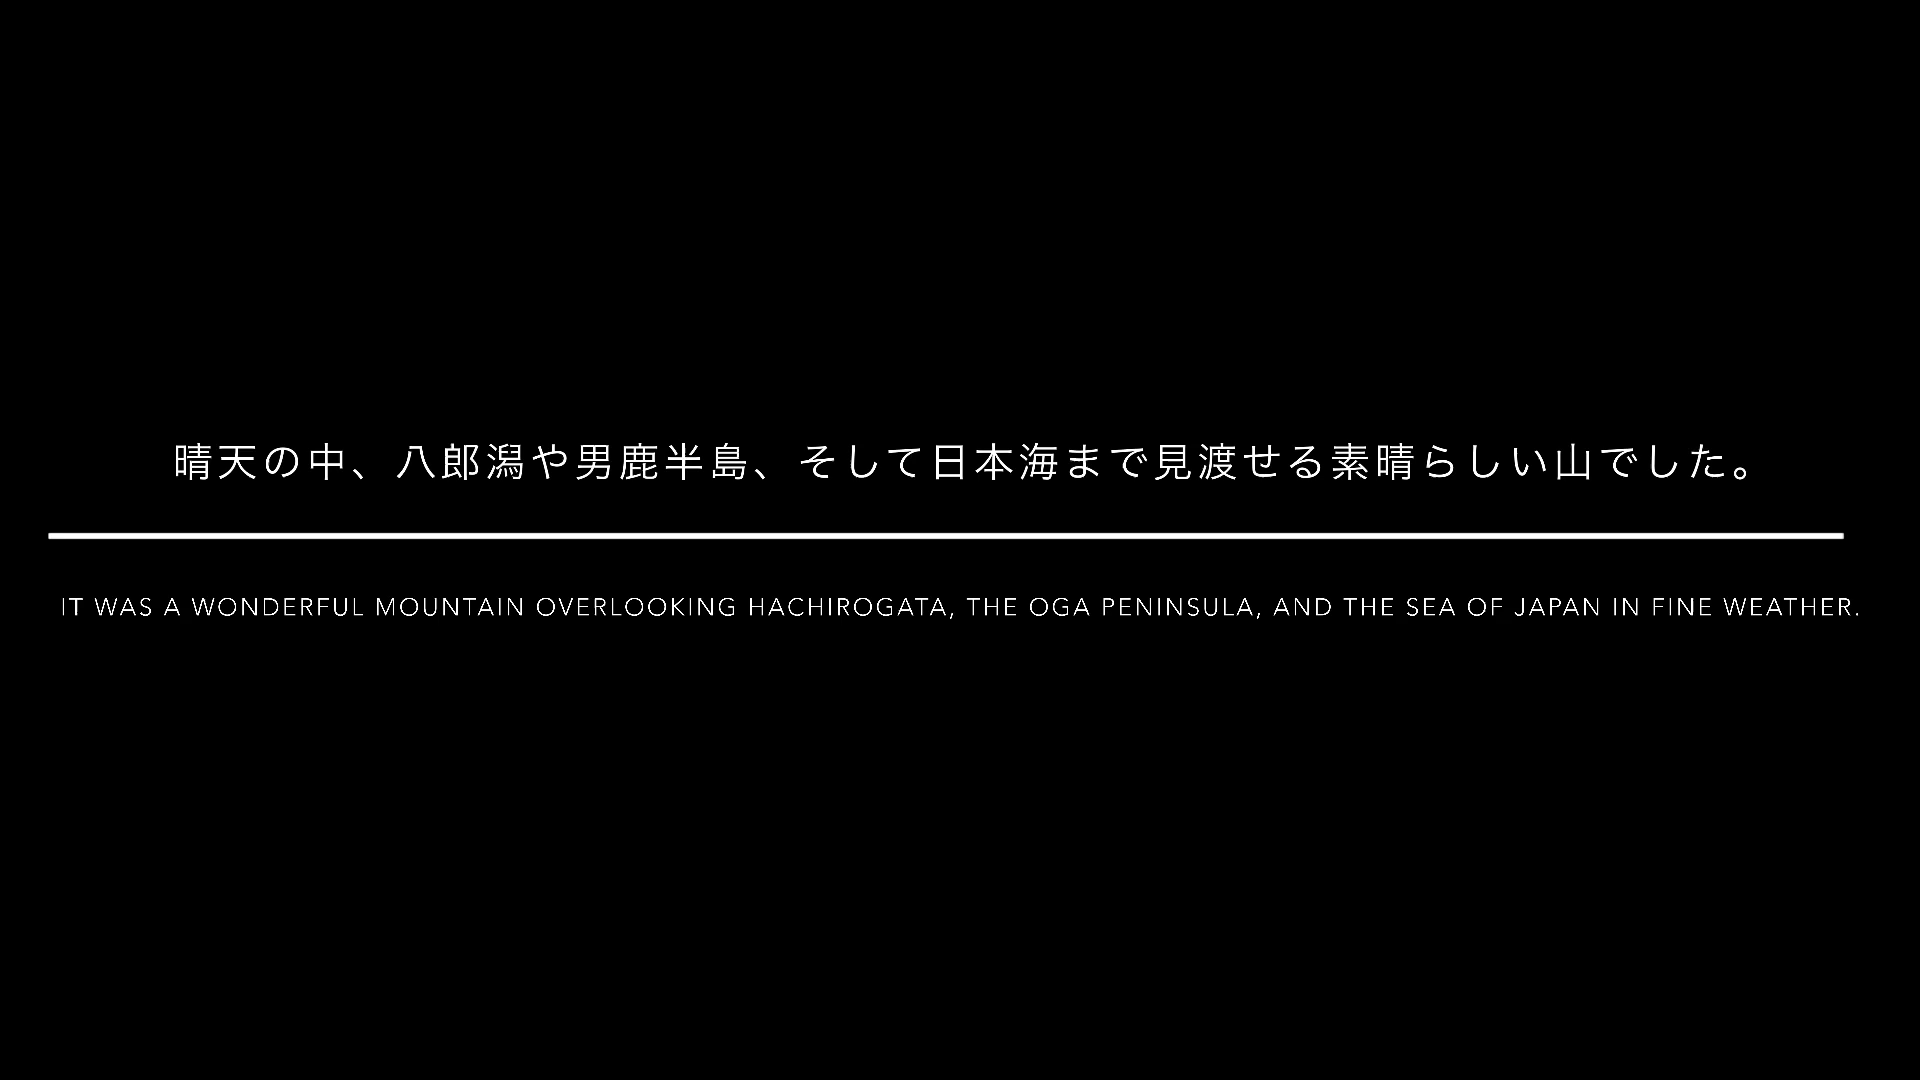 晴天の中、八郎潟や男鹿半島、そして日本海まで見渡せる素晴らしい山でした。
IT WAS A WONDERFUL MOUNTAIN OVERLOOKING HACHIROGATA, THE OGA PENINSULA, AND THE SEA OF JAPAN IN FINE WEATHER.